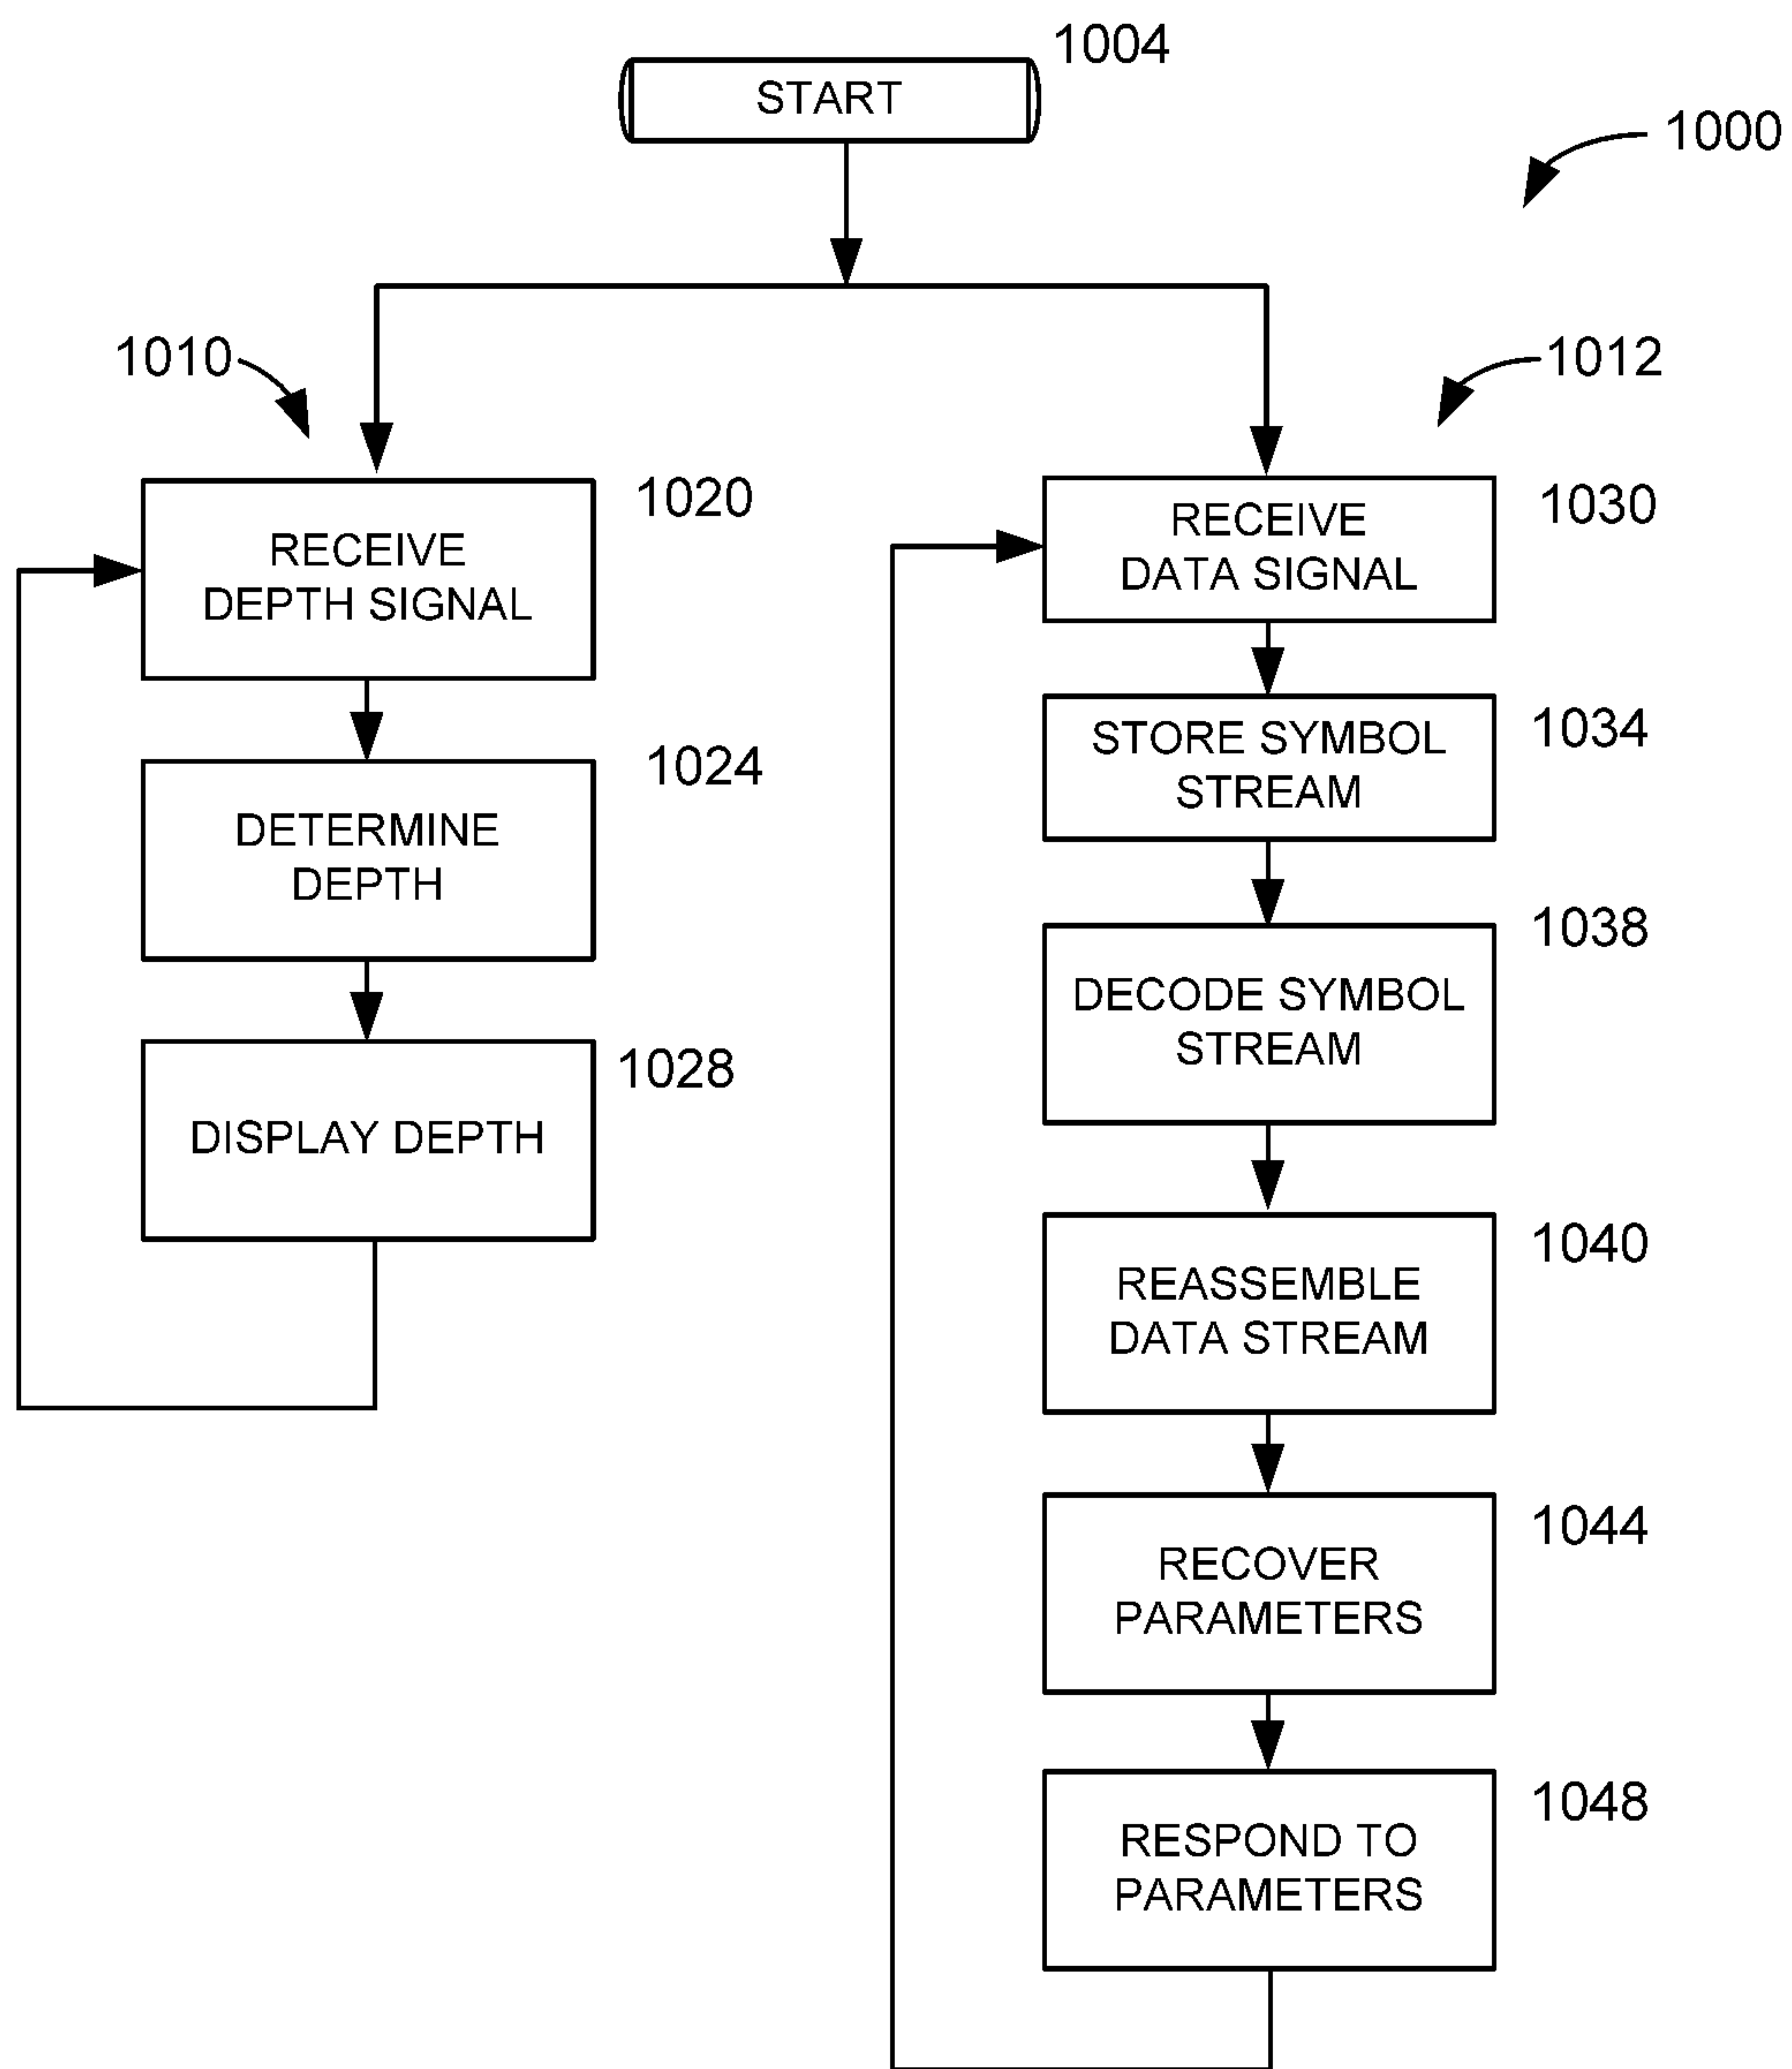 1004
START
1000
1010
1012
1020
RECEIVE
DEPTH SIGNAL
1024
DETERMINE
DEPTH
1028
DISPLAY DEPTH
1030
RECEIVE
DATA SIGNAL
1034
STORE SYMBOL
STREAM
1038
DECODE SYMBOL
STREAM
1040
REASSEMBLE
DATA STREAM
1044
RECOVER
PARAMETERS
1048
RESPOND TO
PARAMETERS